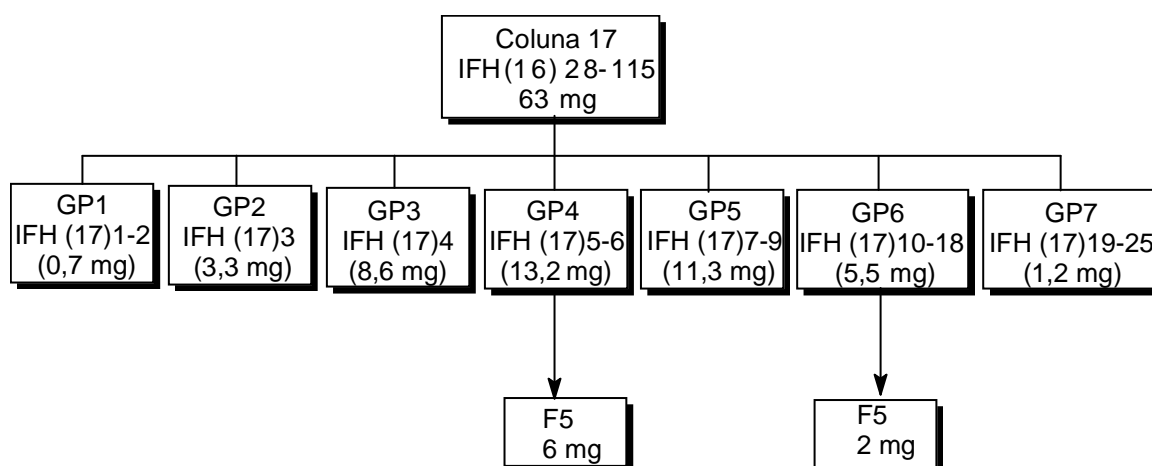 Coluna 17
IFH(16) 28-115
63 mg
GP1
IFH (17)1-2
(0,7 mg)
GP2
IFH (17)3
(3,3 mg)
GP3
IFH (17)4
(8,6 mg)
GP4
IFH (17)5-6
(13,2 mg)
GP5
IFH (17)7-9
(11,3 mg)
GP6
IFH (17)10-18
(5,5 mg)
GP7
IFH (17)19-25
(1,2 mg)
F5
6 mg
F5
2 mg